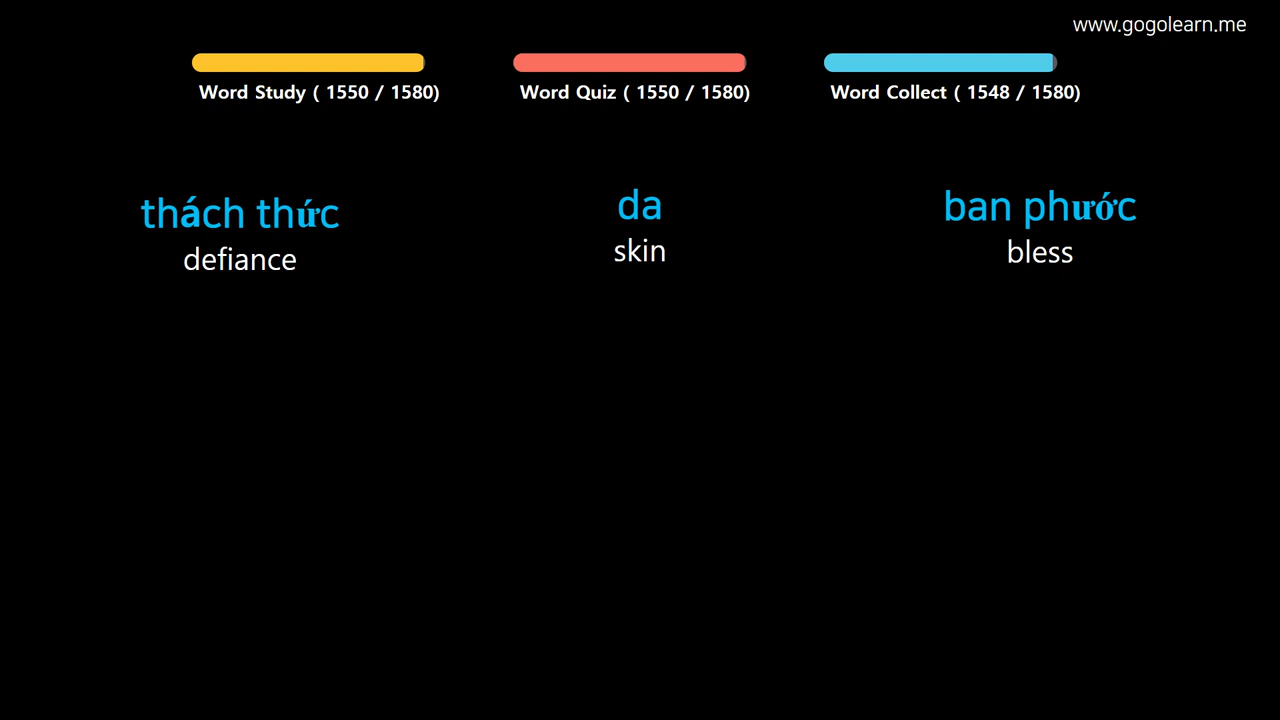 www.gogolearn.me
Word Study ( 1550 / 1580)
Word Quiz ( 1550 / 1580)
Word Collect ( 1548 / 1580)
thách thức
defiance
da
skin
ban phước
bless